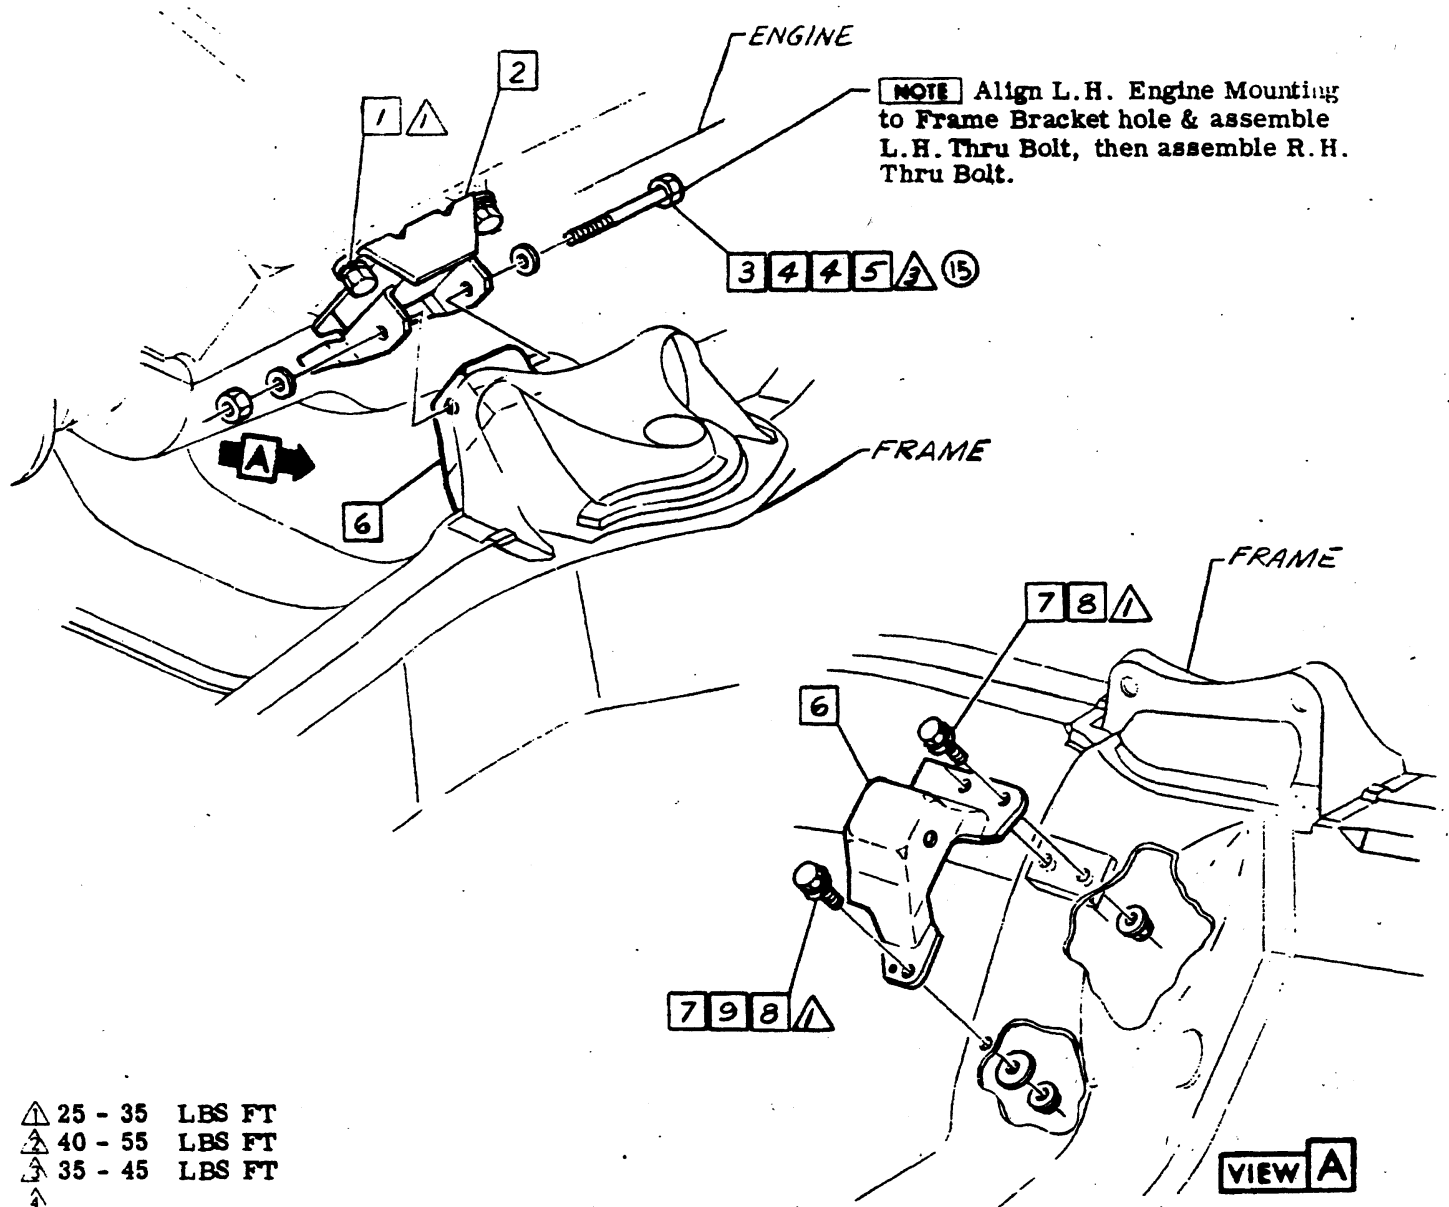 ENGINE
2
1 1
NOTE Align L.H. Engine Mounting
to Frame Bracket hole & assemble
L.H. Thru Bolt, then assemble R.H.
Thru Bolt.
3 4 4 5 3 15
A
FRAME
6
FRAME
7 8 1
6
7 9 8 1
1 25 - 35 LBS FT
2 40 - 55 LBS FT
3 35 - 45 LBS FT
4
VIEW A